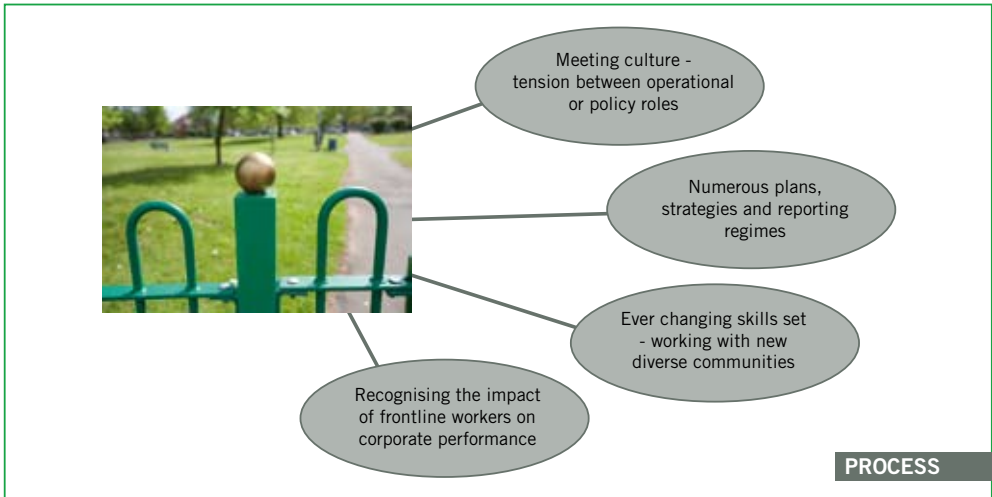 Meeting culture -
tension between operational
or policy roles
Numerous plans,
strategies and reporting
regimes
Ever changing skills set
- working with new
diverse communities
Recognising the impact
of frontline workers on
corporate performance
PROCESS